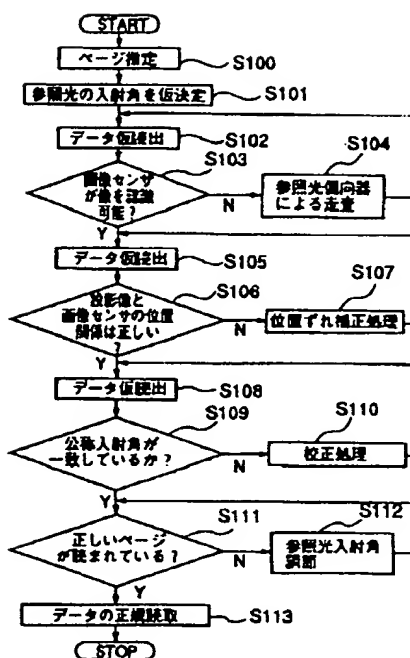 START
ページ指定
S100
参照光の入射角を仮決定
S101
データ仮読出
S102
S103
画像センサ
が像を認識
可能?
N
S104
参照光偏向器
による走査
Y
データ仮読出
S105
S106
投影像と
画像センサの位置
関係は正しい
?
N
S107
位置ずれ補正処理
Y
データ仮読出
S108
S109
公称入射角が
一致しているか?
N
S110
校正処理
Y
S111
正しいページ
が読まれている?
N
S112
参照光入射角
調節
Y
データの正規読取
S113
STOP